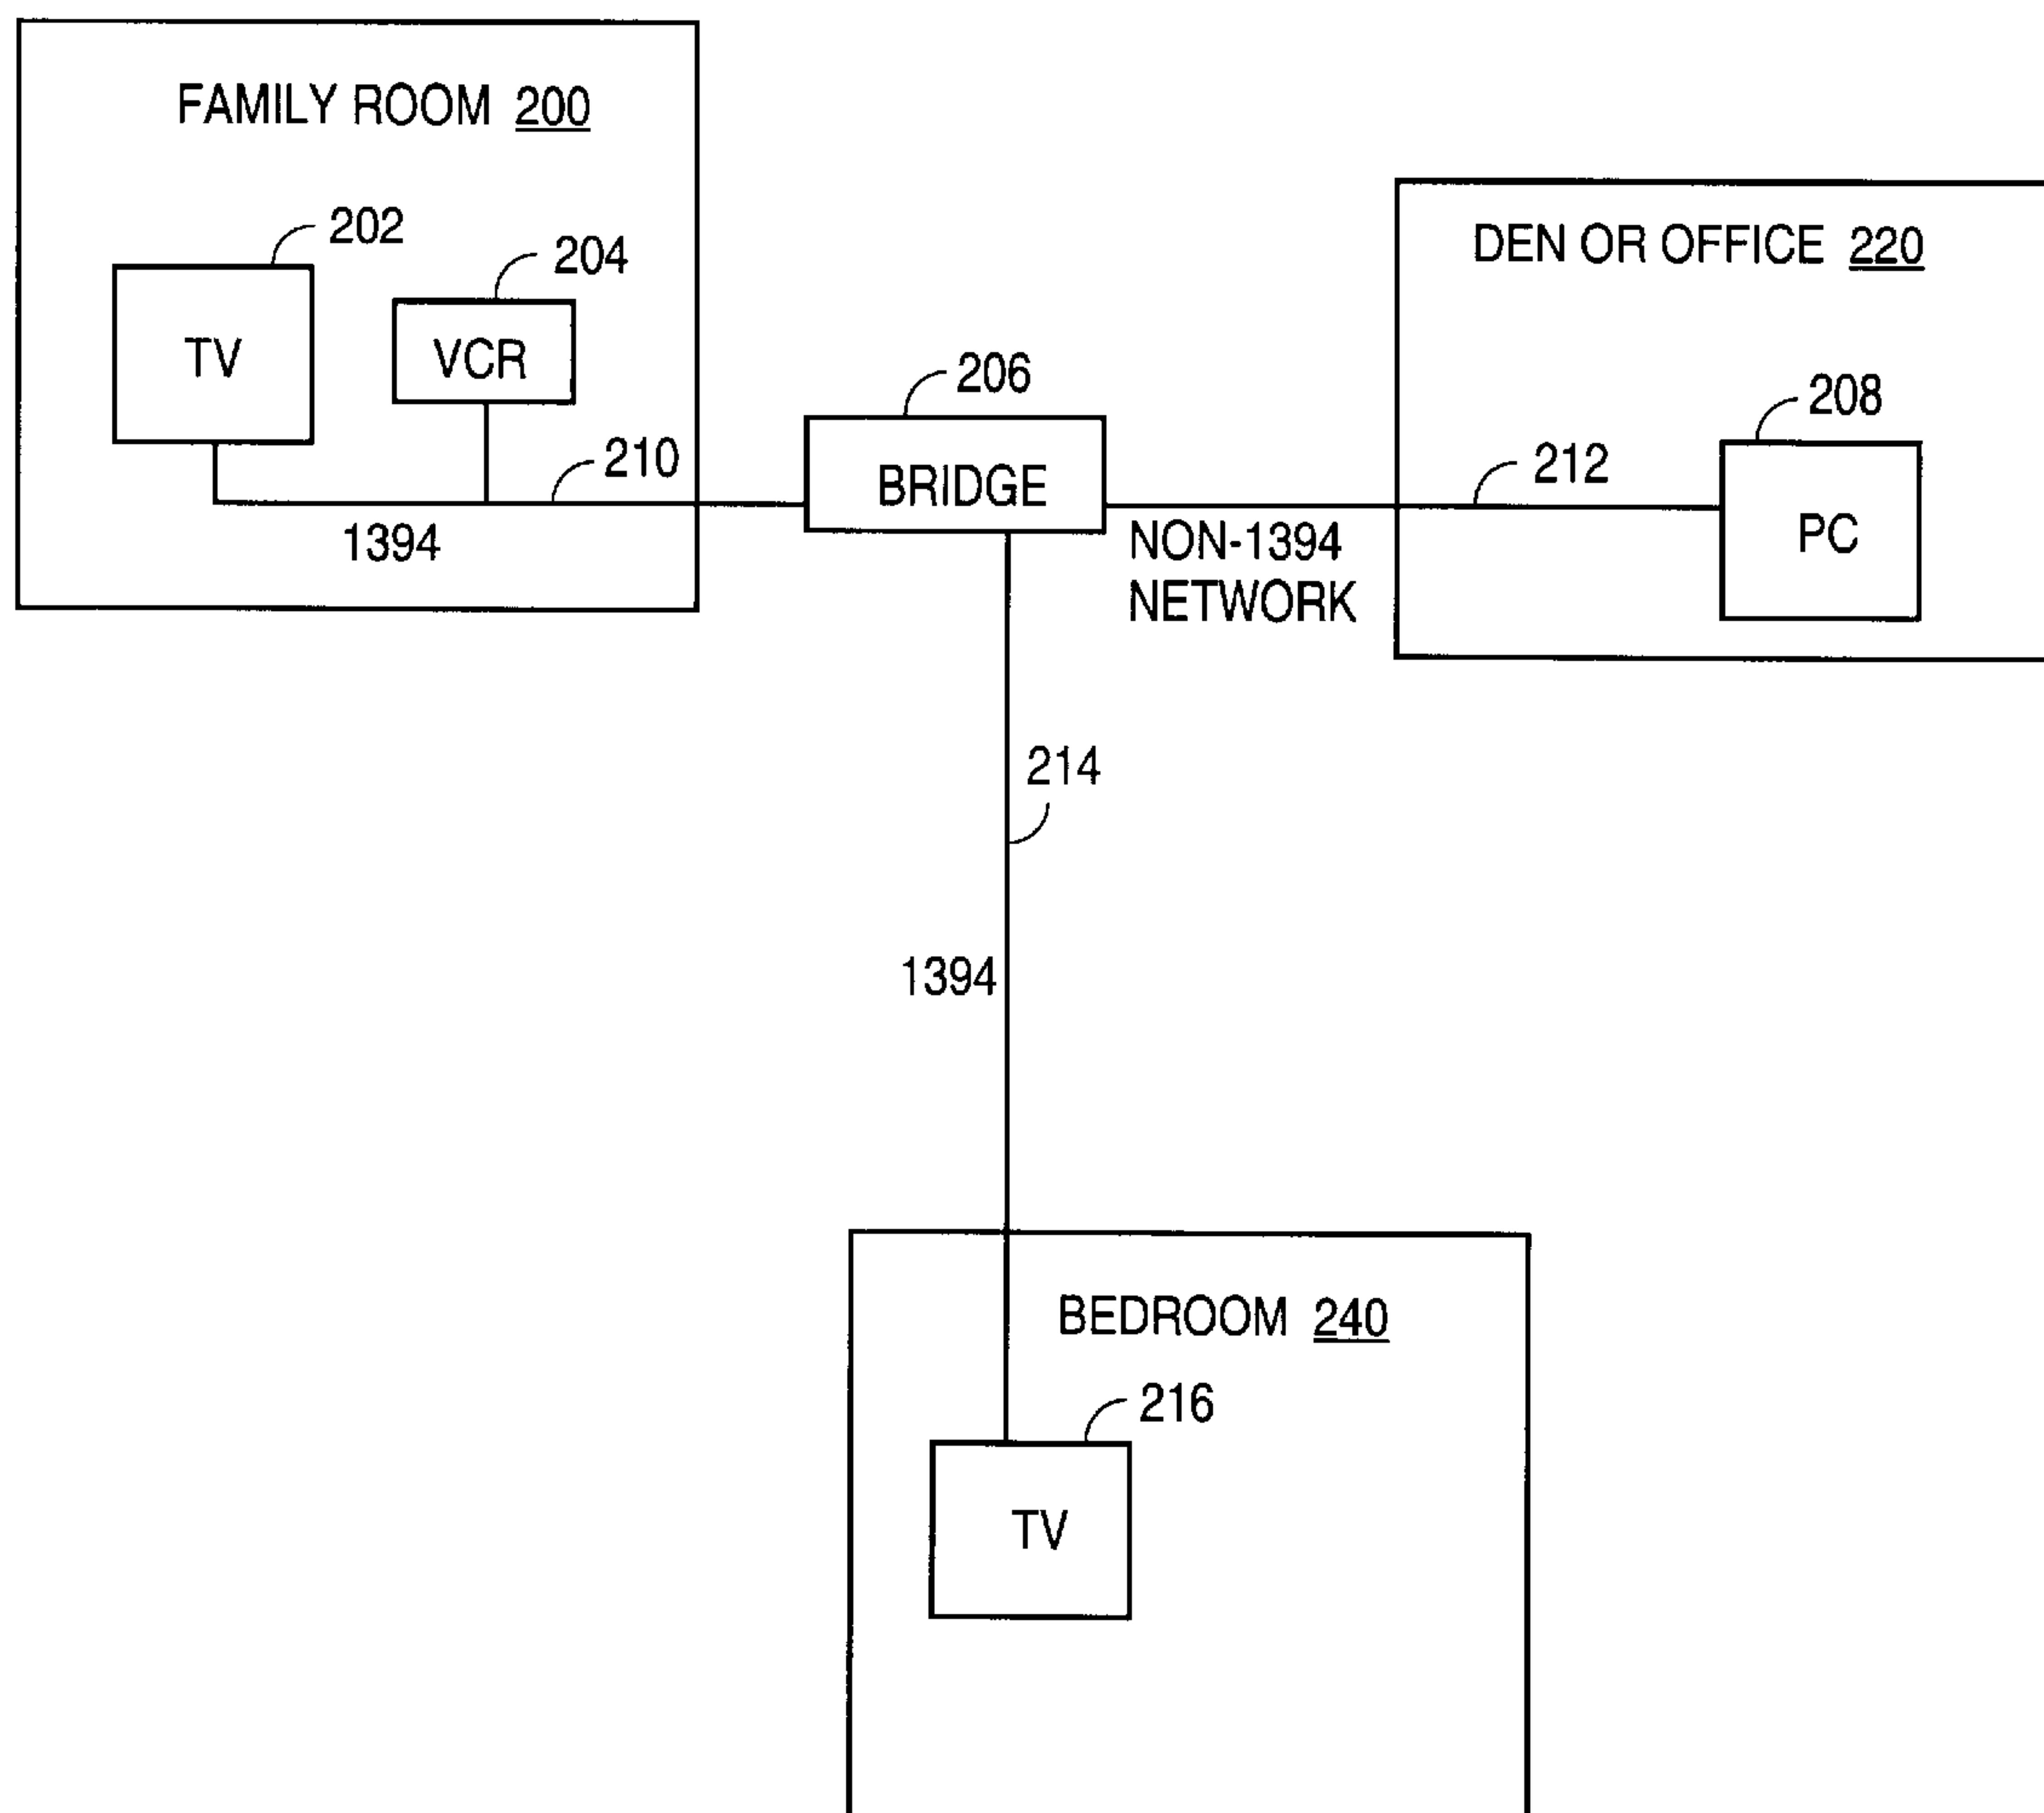 FAMILY ROOM 200
202
204
TV
VCR
210
1394
206
BRIDGE
DEN OR OFFICE 220
208
212
PC
NON-1394
NETWORK
214
1394
BEDROOM 240
216
TV